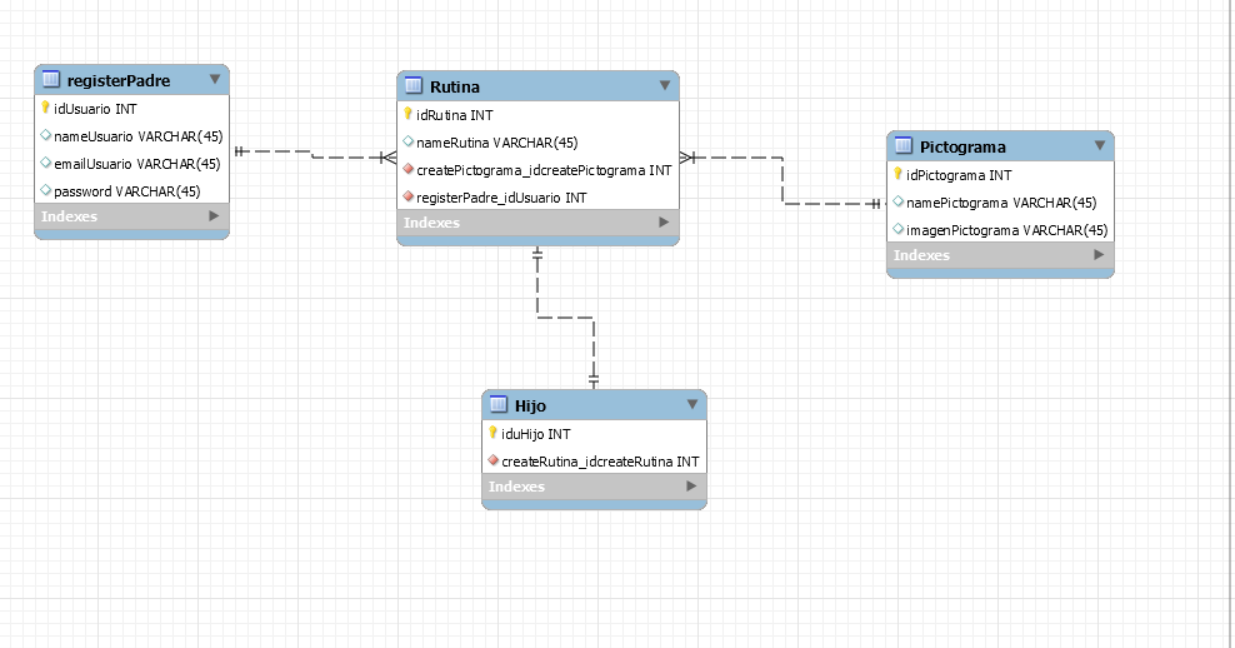 registerPadre
idUsuario INT
nameUsuario VARCHAR(45)
emailUsuario VARCHAR(45)
password VARCHAR(45)
Indexes
Rutina
idRutina INT
nameRutina VARCHAR(45)
createPictograma_idcreatePictograma INT
registerPadre_idUsuario INT
Indexes
Pictograma
idPictograma INT
namePictograma VARCHAR(45)
imagenPictograma VARCHAR(45)
Indexes
Hijo
iduHijo INT
createRutina_idcreateRutina INT
Indexes